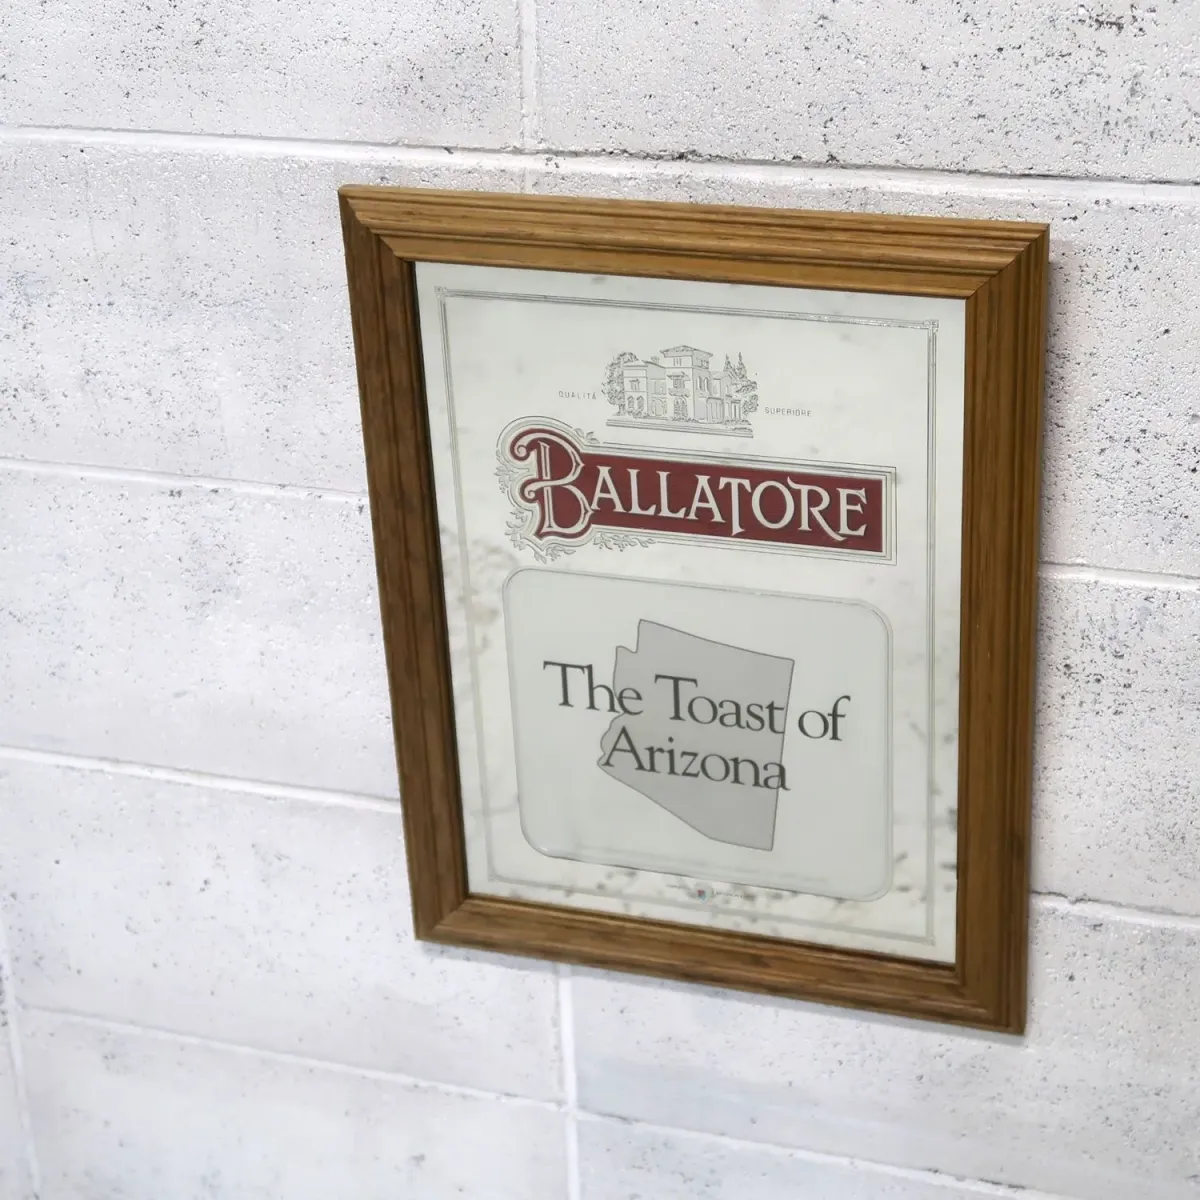 QUALITÀ SUPERIORE
BALLATORE
The Toast of
Arizona